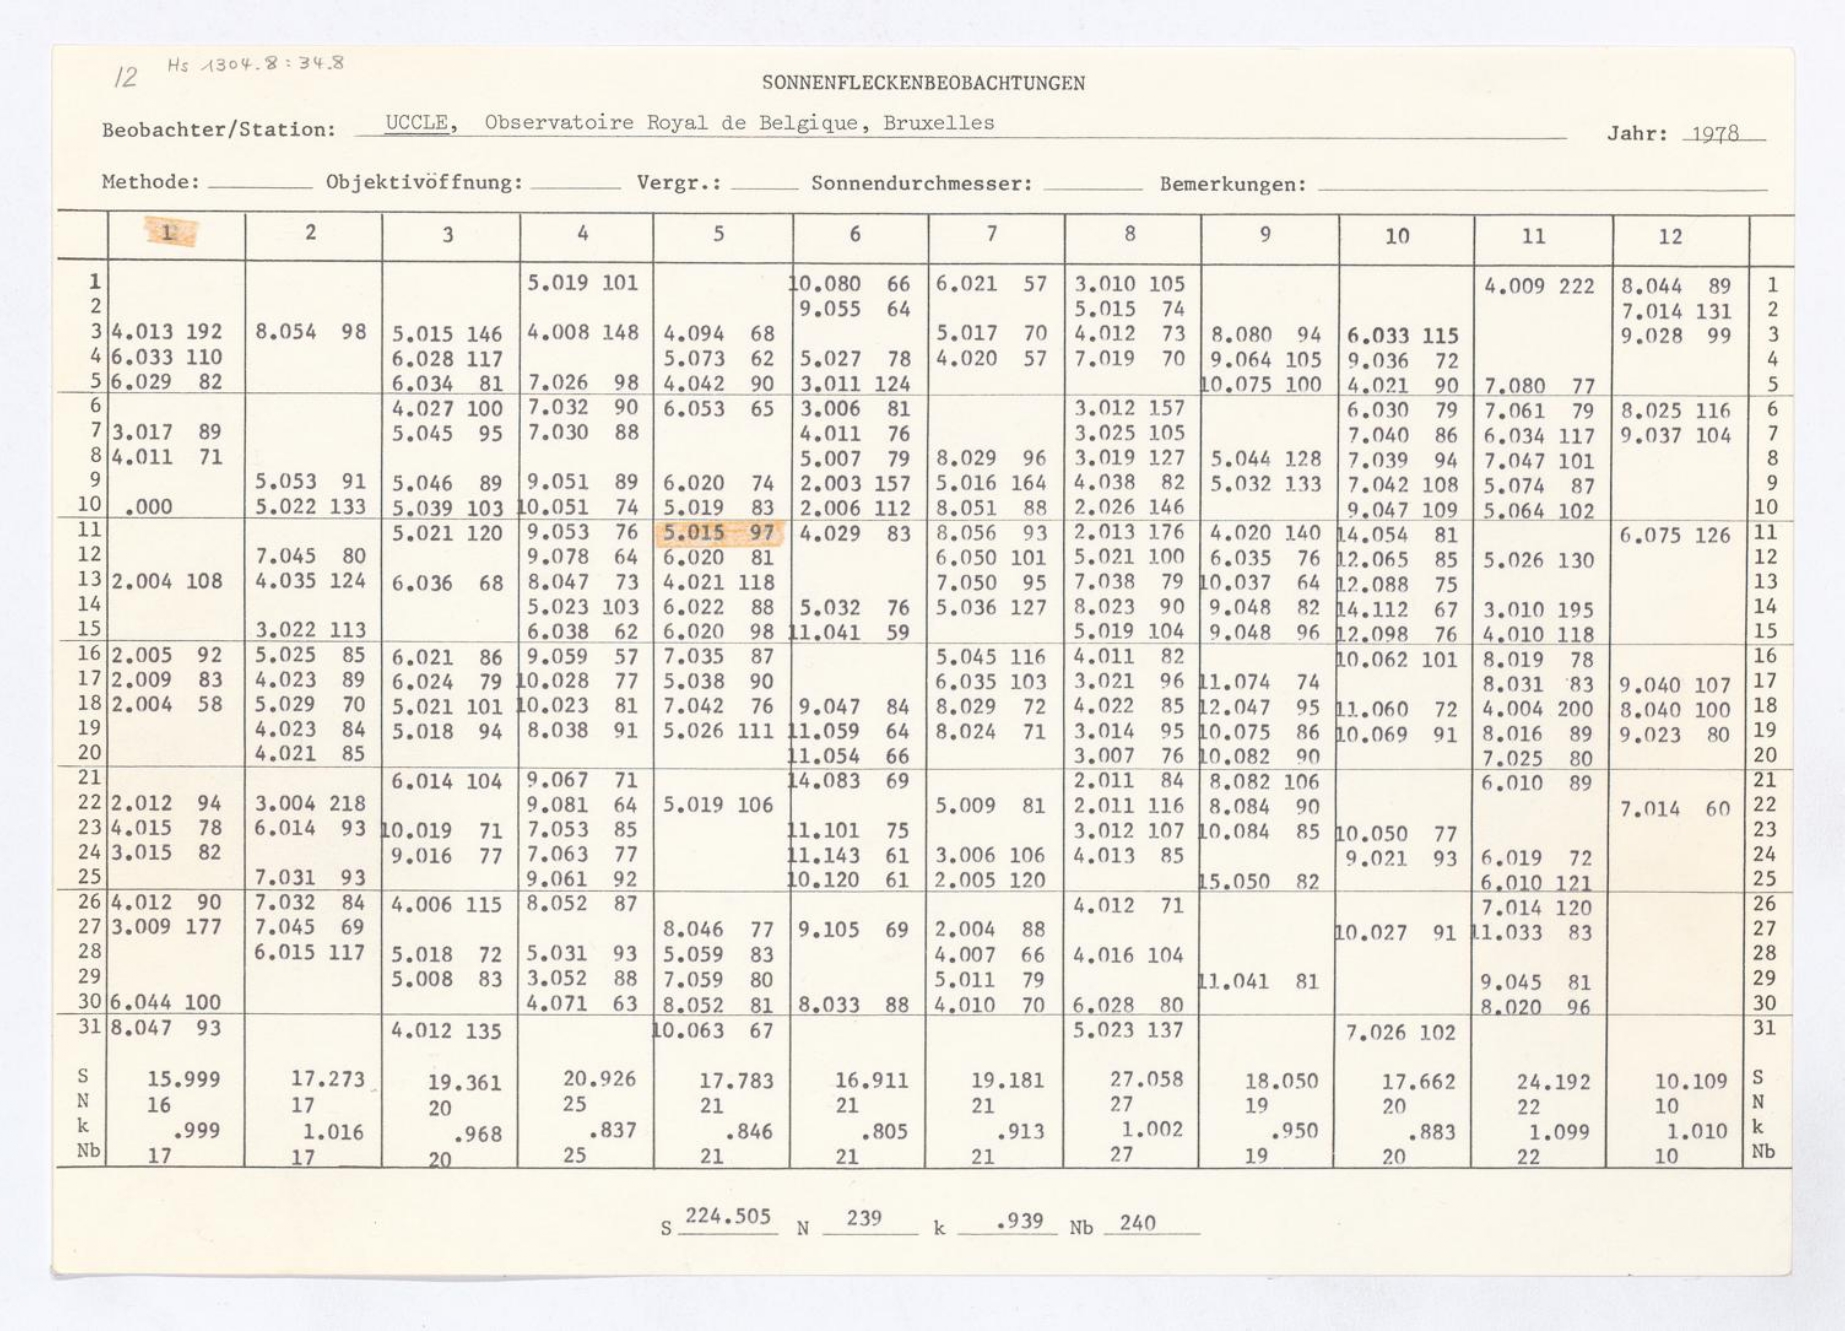 12 Hs 1304.8:34.8
SONNENFLECKENBEOBACHTUNGEN
Beobachter/Station: UCCLE, Observatoire Royal de Belgique, Bruxelles Jahr: 1978
Methode: Objektivöffnung: Vergr.: Sonnendurchmesser: Bemerkungen:
1 2 3 4 5 6 7 8 9 10 11 12
1 5.019 101 10.080 66 6.021 57 3.010 105 4.009 222 8.044 89 1
2 9.055 64 5.015 74 7.014 131 2
3 4.013 192 8.054 98 5.015 146 4.008 148 4.094 68 5.017 70 4.012 73 8.080 94 6.033 115 9.028 99 3
4 6.033 110 6.028 117 5.073 62 5.027 78 4.020 57 7.019 70 9.064 105 9.036 72 4
5 6.029 82 6.034 81 7.026 98 4.042 90 3.011 124 10.075 100 4.021 90 7.080 77 5
6 4.027 100 7.032 90 6.053 65 3.006 81 3.012 157 6.030 79 7.061 79 8.025 116 6
7 3.017 89 5.045 95 7.030 88 4.011 76 3.025 105 7.040 86 6.034 117 9.037 104 7
8 4.011 71 5.007 79 8.029 96 3.019 127 5.044 128 7.039 94 7.047 101 8
9 5.053 91 5.046 89 9.051 89 6.020 74 2.003 157 5.016 164 4.038 82 5.032 133 7.042 108 5.074 87 9
10 .000 5.022 133 5.039 103 10.051 74 5.019 83 2.006 112 8.051 88 2.026 146 9.047 109 5.064 102 10
11 5.021 120 9.053 76 5.015 97 4.029 83 8.056 93 2.013 176 4.020 140 14.054 81 6.075 126 11
12 7.045 80 9.078 64 6.020 81 6.050 101 5.021 100 6.035 76 12.065 85 5.026 130 12
13 2.004 108 4.035 124 6.036 68 8.047 73 4.021 118 7.050 95 7.038 79 10.037 64 12.088 75 13
14 5.023 103 6.022 88 5.032 76 5.036 127 8.023 90 9.048 82 14.112 67 3.010 195 14
15 3.022 113 6.038 62 6.020 98 11.041 59 5.019 104 9.048 96 12.098 76 4.010 118 15
16 2.005 92 5.025 85 6.021 86 9.059 57 7.035 87 5.045 116 4.011 82 10.062 101 8.019 78 16
17 2.009 83 4.023 89 6.024 79 10.028 77 5.038 90 6.035 103 3.021 96 11.074 74 8.031 83 9.040 107 17
18 2.004 58 5.029 70 5.021 101 10.023 81 7.042 76 9.047 84 8.029 72 4.022 85 12.047 95 11.060 72 4.004 200 8.040 100 18
19 4.023 84 5.018 94 8.038 91 5.026 111 11.059 64 8.024 71 3.014 95 10.075 86 10.069 91 8.016 89 9.023 80 19
20 4.021 85 11.054 66 3.007 76 10.082 90 7.025 80 20
21 6.014 104 9.067 71 14.083 69 2.011 84 8.082 106 6.010 89 21
22 2.012 94 3.004 218 9.081 64 5.019 106 5.009 81 2.011 116 8.084 90 7.014 60 22
23 4.015 78 6.014 93 10.019 71 7.053 85 11.101 75 3.012 107 10.084 85 10.050 77 23
24 3.015 82 9.016 77 7.063 77 11.143 61 3.006 106 4.013 85 9.021 93 6.019 72 24
25 7.031 93 9.061 92 10.120 61 2.005 120 15.050 82 6.010 121 25
26 4.012 90 7.032 84 4.006 115 8.052 87 4.012 71 7.014 120 26
27 3.009 177 7.045 69 8.046 77 9.105 69 2.004 88 10.027 91 11.033 83 27
28 6.015 117 5.018 72 5.031 93 5.059 83 4.007 66 4.016 104 28
29 5.008 83 3.052 88 7.059 80 5.011 79 11.041 81 9.045 81 29
30 6.044 100 4.071 63 8.052 81 8.033 88 4.010 70 6.028 80 8.020 96 30
31 8.047 93 4.012 135 10.063 67 5.023 137 7.026 102 31
S 15.999 17.273 19.361 20.926 17.783 16.911 19.181 27.058 18.050 17.662 24.192 10.109 S
N 16 17 20 25 21 21 21 27 19 20 22 10 N
k .999 1.016 .968 .837 .846 .805 .913 1.002 .950 .883 1.099 1.010 k
Nb 17 17 20 25 21 21 21 27 19 20 22 10 Nb
S 224.505 N 239 k .939 Nb 240